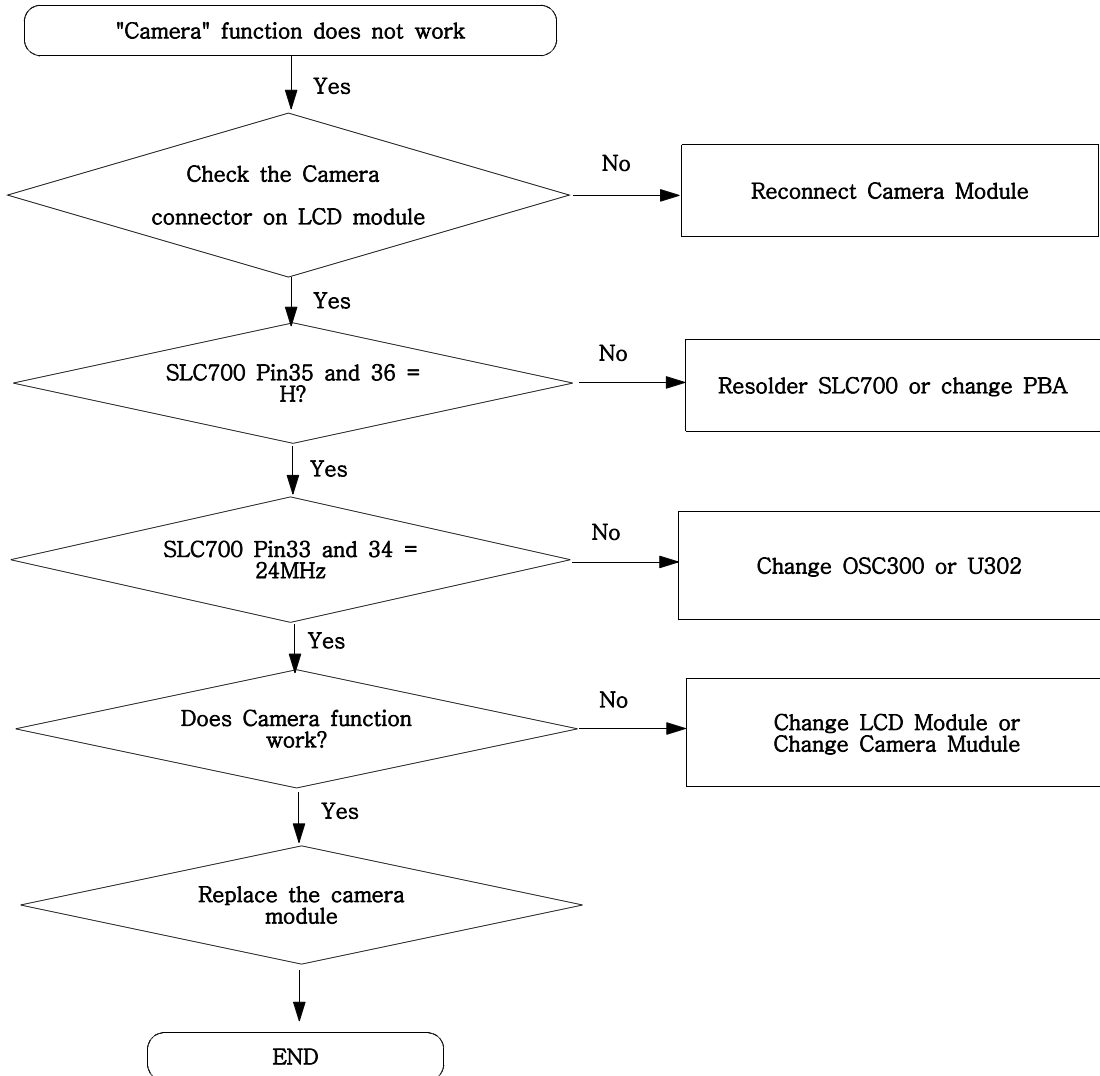 "Camera" function does not work
Yes
Check the Camera
connector on LCD module
No
Reconnect Camera Module
Yes
SLC700 Pin35 and 36 =
H?
No
Resolder SLC700 or change PBA
Yes
SLC700 Pin33 and 34 =
24MHz
No
Change OSC300 or U302
Yes
Does Camera function
work?
No
Change LCD Module or
Change Camera Mudule
Yes
Replace the camera
module
END